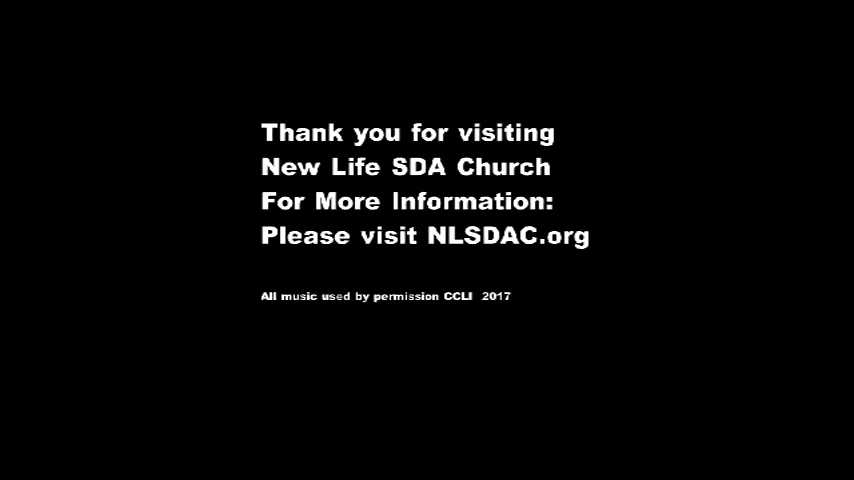 Thank you for visiting
New Life SDA Church
For More Information:
Please visit NLSDAC.org
All music used by permission CCLI 2017